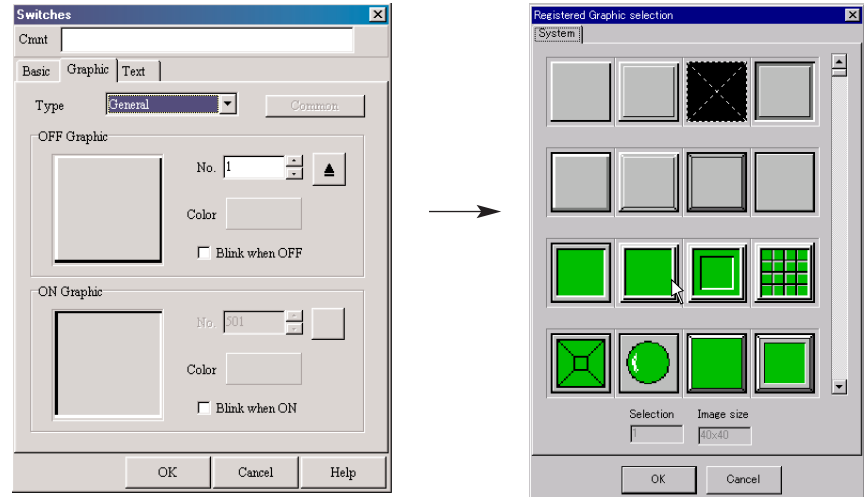 Switches
Cmnt
Basic Graphic Text
Type General Common
OFF Graphic
No. 1
Color
Blink when OFF
ON Graphic
No. 501
Color
Blink when ON
OK Cancel Help
Registered Graphic selection
System
Selection Image size
1 40x40
OK Cancel